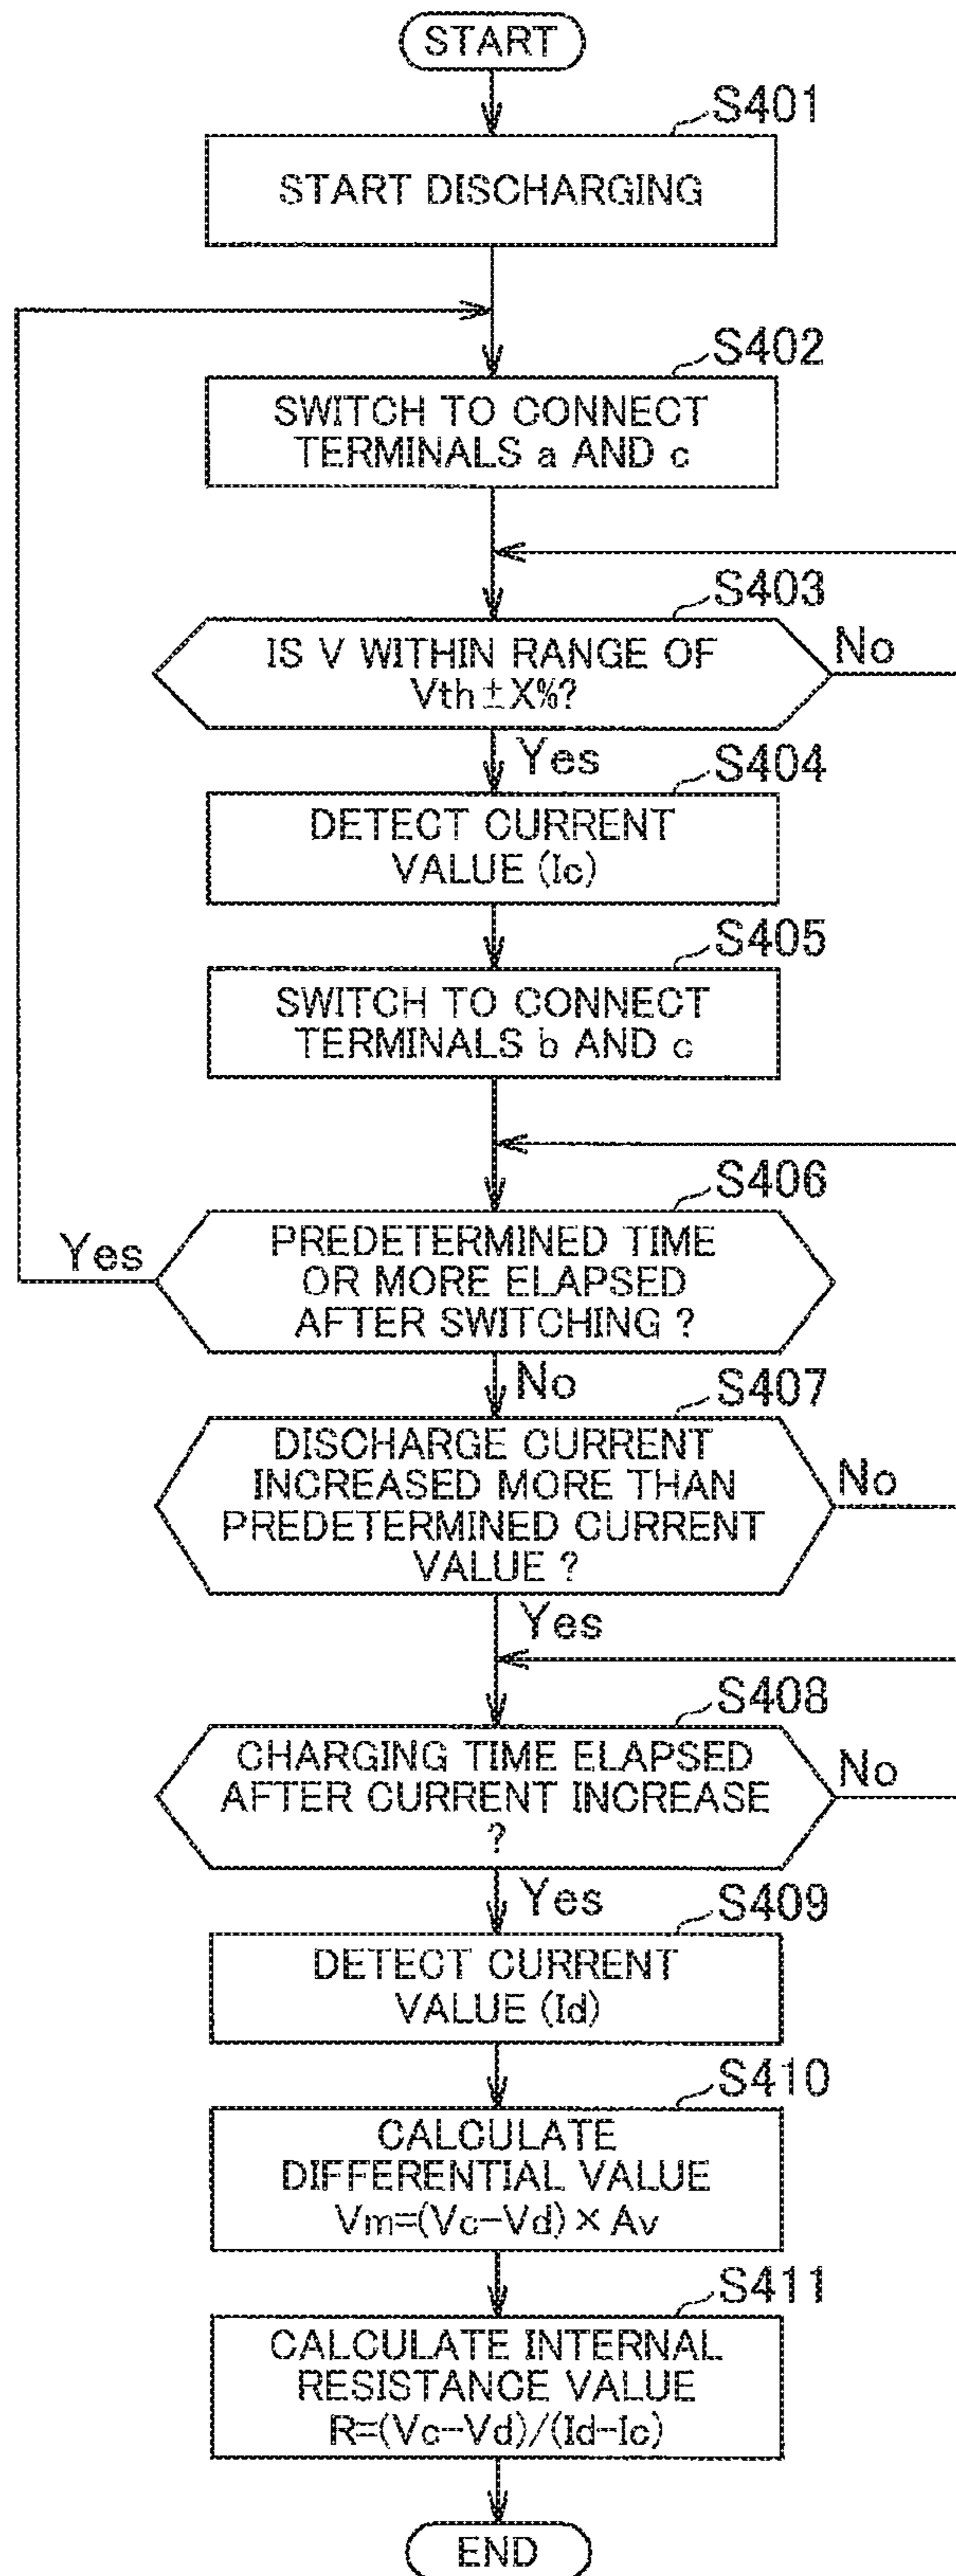 START
S401
START DISCHARGING
S402
SWITCH TO CONNECT
TERMINALS a AND c
S403
IS V WITHIN RANGE OF
Vth±X%?
No
Yes
S404
DETECT CURRENT
VALUE (Ic)
S405
SWITCH TO CONNECT
TERMINALS b AND c
S406
Yes
PREDETERMINED TIME
OR MORE ELAPSED
AFTER SWITCHING ?
No
S407
DISCHARGE CURRENT
INCREASED MORE THAN
PREDETERMINED CURRENT
VALUE ?
No
Yes
S408
CHARGING TIME ELAPSED
AFTER CURRENT INCREASE
?
No
Yes
S409
DETECT CURRENT
VALUE (Id)
S410
CALCULATE
DIFFERENTIAL VALUE
Vm=(Vc-Vd)×Av
S411
CALCULATE INTERNAL
RESISTANCE VALUE
R=(Vc-Vd)/(Id-Ic)
END